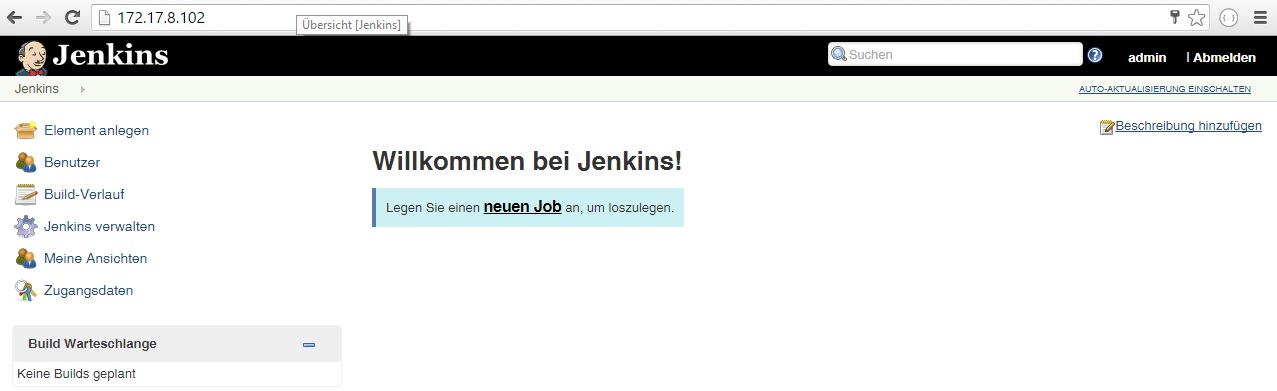 172.17.8.102
Übersicht [Jenkins]
Jenkins
Suchen
admin
| Abmelden
Jenkins
AUTO-AKTUALISIERUNG EINSCHALTEN
Beschreibung hinzufügen
Element anlegen
Benutzer
Build-Verlauf
Jenkins verwalten
Meine Ansichten
Zugangsdaten
Willkommen bei Jenkins!
Legen Sie einen neuen Job an, um loszulegen.
Build Warteschlange
Keine Builds geplant